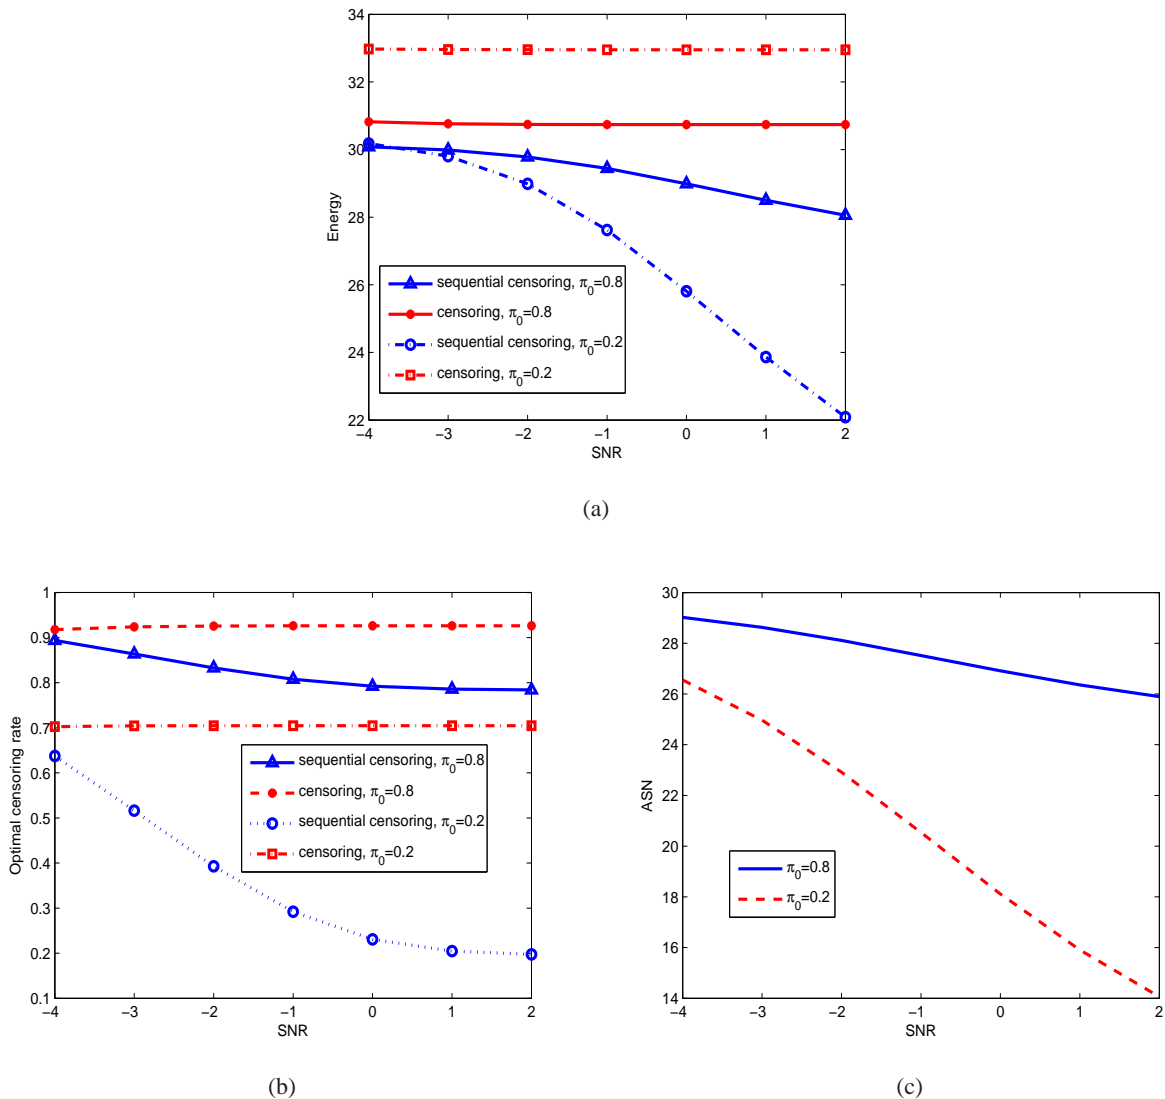 34
32
30
28
26
24
22
Energy
sequential censoring, π0=0.8
censoring, π0=0.8
sequential censoring, π0=0.2
censoring, π0=0.2
−4 −3 −2 −1 0 1 2
SNR
(a)
1
0.9
0.8
0.7
0.6
0.5
0.4
0.3
0.2
0.1
Optimal censoring rate
sequential censoring, π0=0.8
censoring, π0=0.8
sequential censoring, π0=0.2
censoring, π0=0.2
−4 −3 −2 −1 0 1 2
SNR
(b)
30
28
26
24
22
20
18
16
14
ASN
π0=0.8
π0=0.2
−4 −3 −2 −1 0 1 2
SNR
(c)